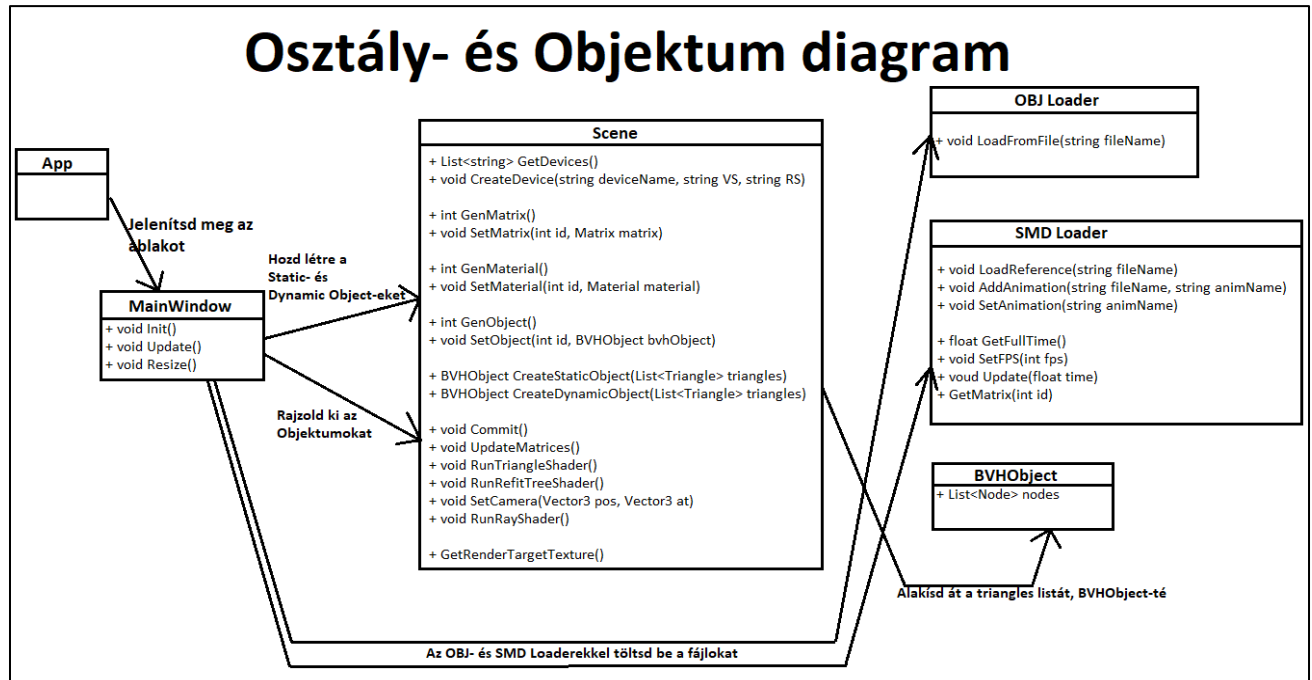 Osztály- és Objektum diagram
App
Jelenítsd meg az
áblakot
MainWindow
+ void Init()
+ void Update()
+ void Resize()
Hozd létre a
Static- és
Dynamic Object-eket
Rajzold ki az
Objektumokat
Scene
+ List<string> GetDevices()
+ void CreateDevice(string deviceName, string VS, string RS)
+ int GenMatrix()
+ void SetMatrix(int id, Matrix matrix)
+ int GenMaterial()
+ void SetMaterial(int id, Material material)
+ int GenObject()
+ void SetObject(int id, BVHObject bvhObject)
+ BVHObject CreateStaticObject(List<Triangle> triangles)
+ BVHObject CreateDynamicObject(List<Triangle> triangles)
+ void Commit()
+ void UpdateMatrices()
+ void RunTriangleShader()
+ void RunRefitTreeShader()
+ void SetCamera(Vector3 pos, Vector3 at)
+ void RunRayShader()
+ GetRenderTargetTexture()
OBJ Loader
+ void LoadFromFile(string fileName)
SMD Loader
+ void LoadReference(string fileName)
+ void AddAnimation(string fileName, string animName)
+ void SetAnimation(string animName)
+ float GetFullTime()
+ void SetFPS(int fps)
+ voud Update(float time)
+ GetMatrix(int id)
BVHObject
+ List<Node> nodes
Alakísd át a triangles listát, BVHObject-té
Az OBJ- és SMD Loaderekkel töltsd be a fájlokat